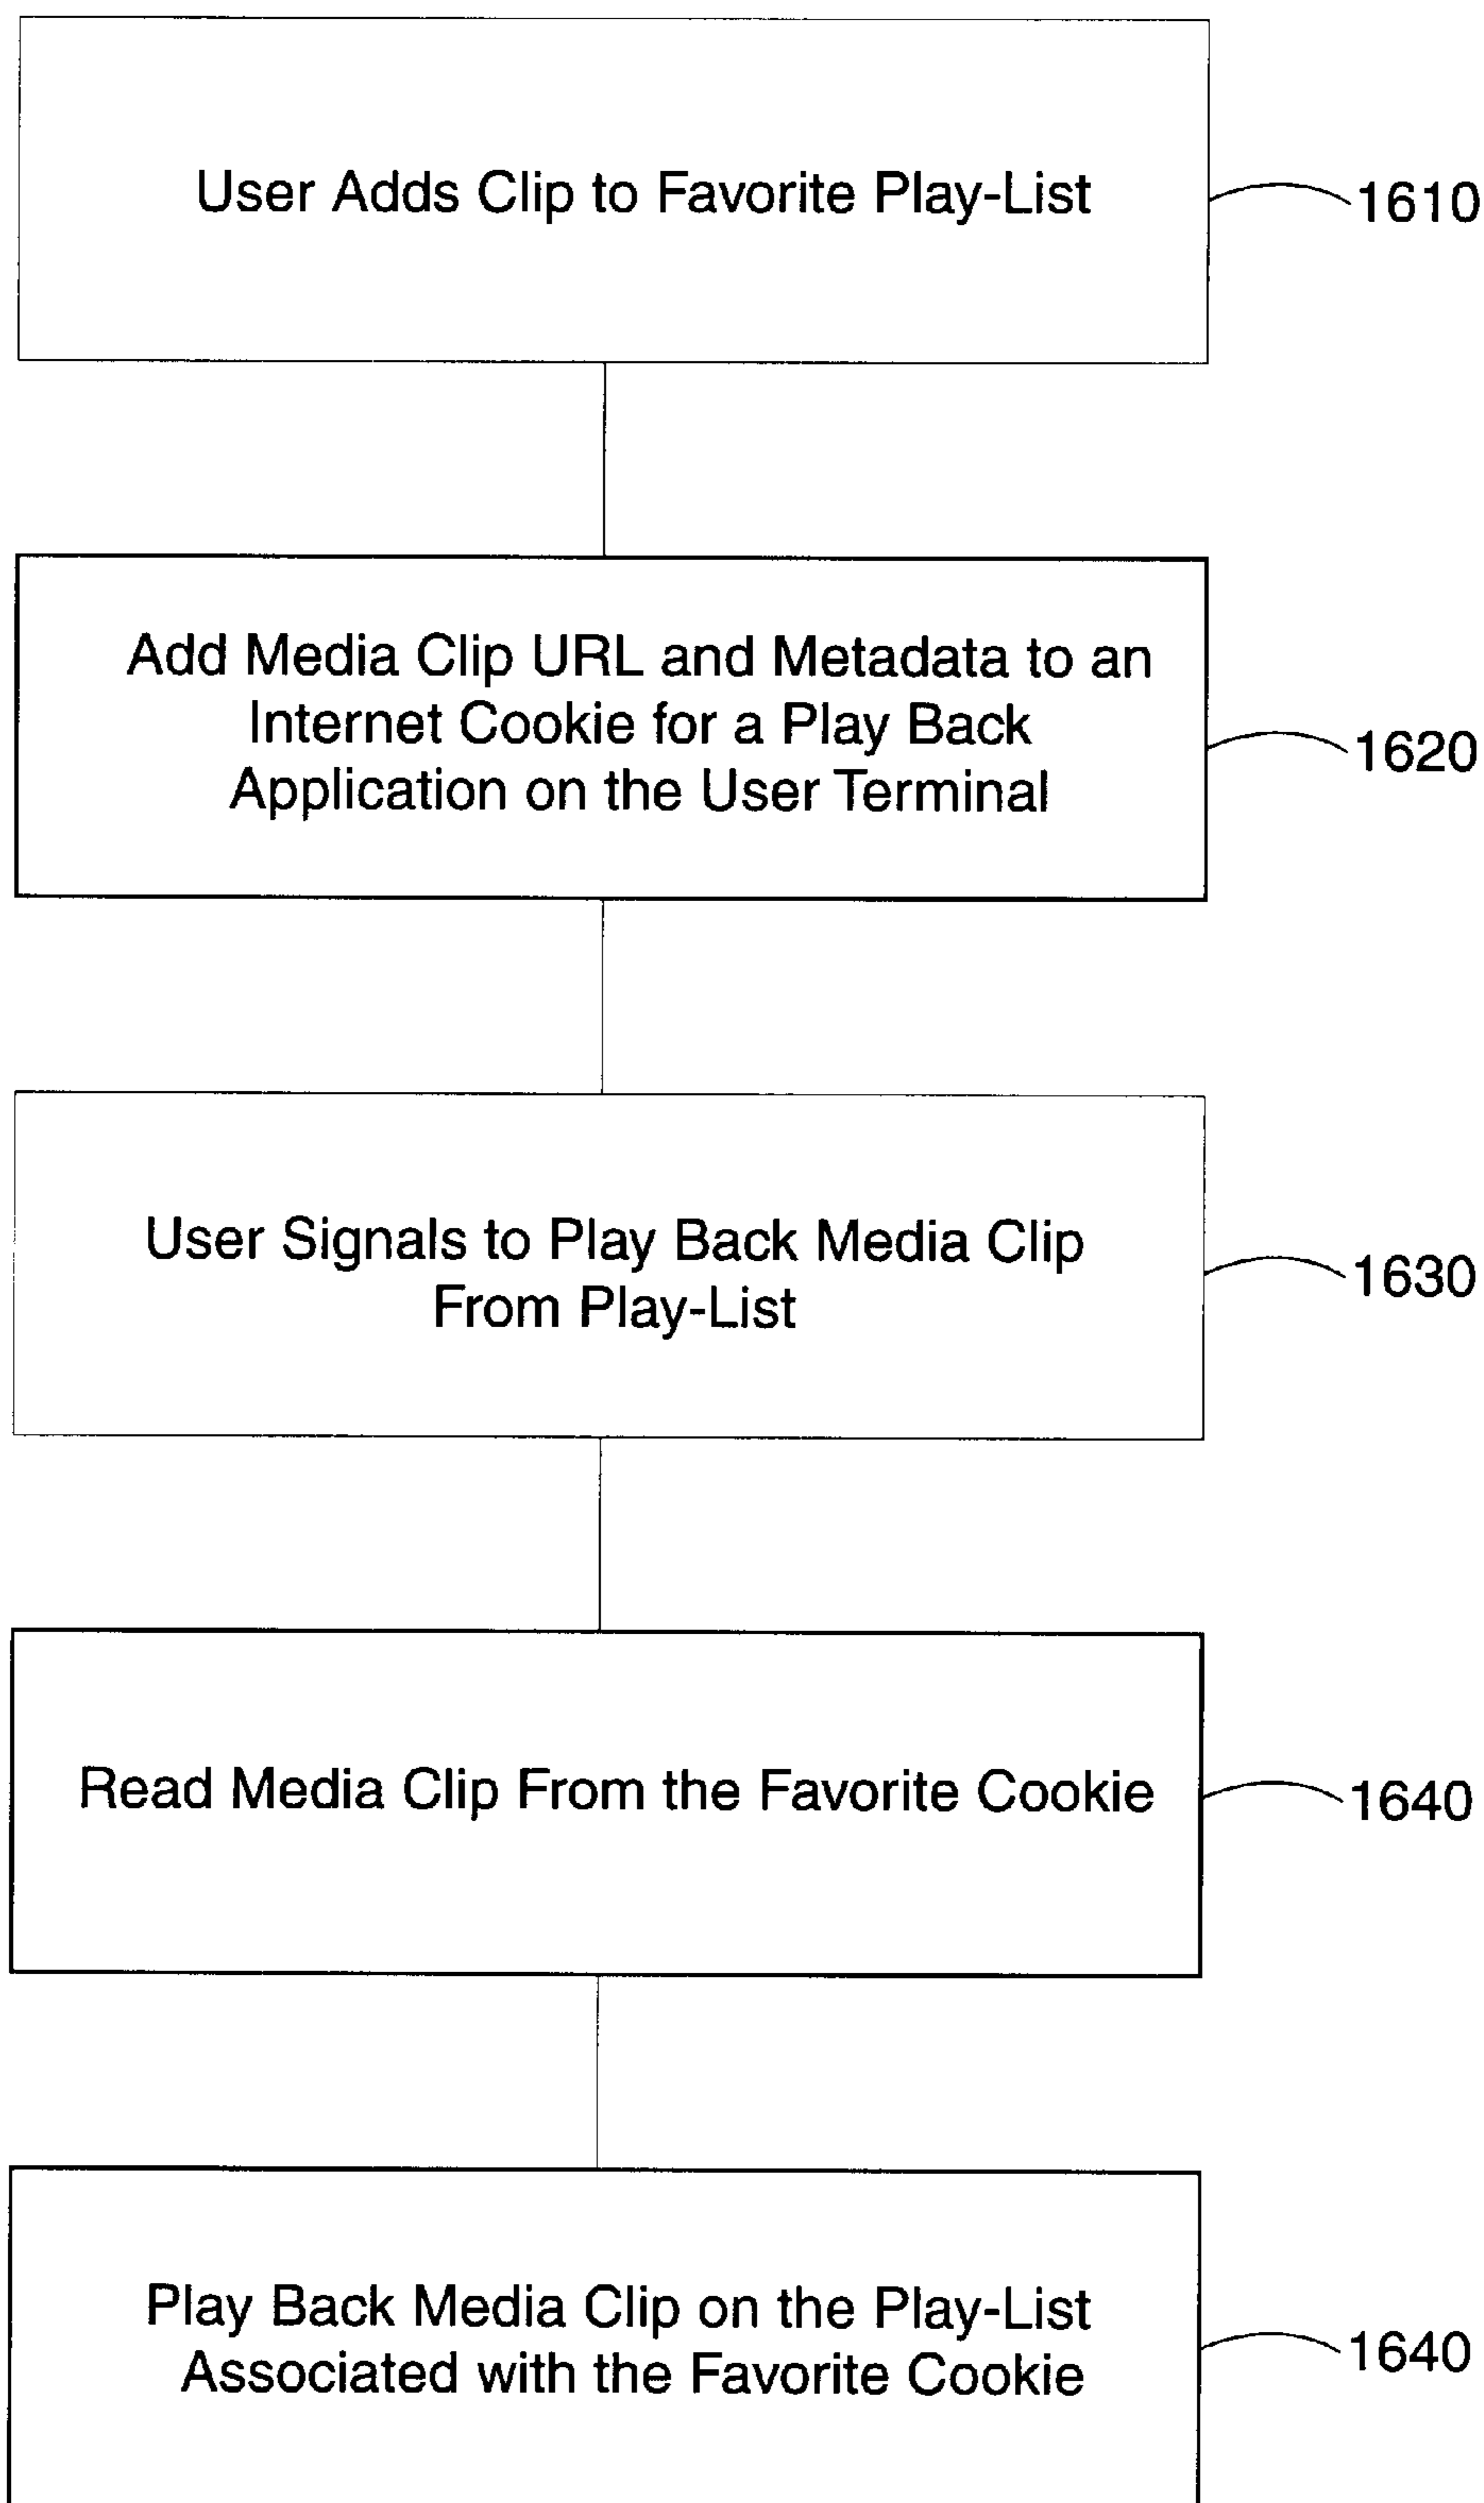 User Adds Clip to Favorite Play-List
1610
Add Media Clip URL and Metadata to an
Internet Cookie for a Play Back
Application on the User Terminal
1620
User Signals to Play Back Media Clip
From Play-List
1630
Read Media Clip From the Favorite Cookie
1640
Play Back Media Clip on the Play-List
Associated with the Favorite Cookie
1640